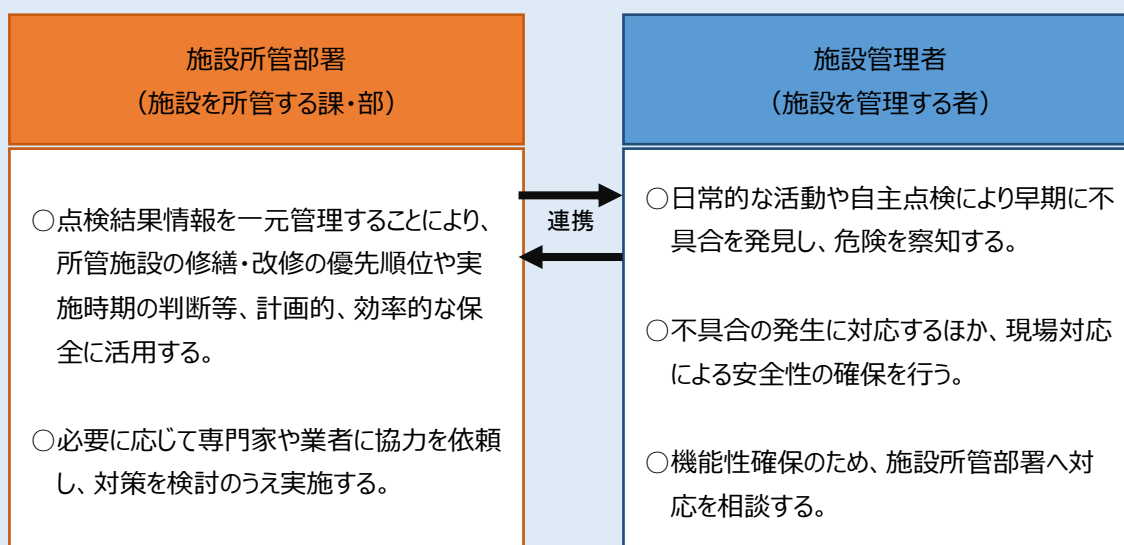 施設所管部署
（施設を所管する課・部）
○点検結果情報を一元管理することにより、
所管施設の修繕・改修の優先順位や実
施時期の判断等、計画的、効率的な保
全に活用する。
○必要に応じて専門家や業者に協力を依頼
し、対策を検討のうえ実施する。
連携
施設管理者
（施設を管理する者）
○日常的な活動や自主点検により早期に不
具合を発見し、危険を察知する。
○不具合の発生に対応するほか、現場対応
による安全性の確保を行う。
○機能性確保のため、施設所管部署へ対
応を相談する。